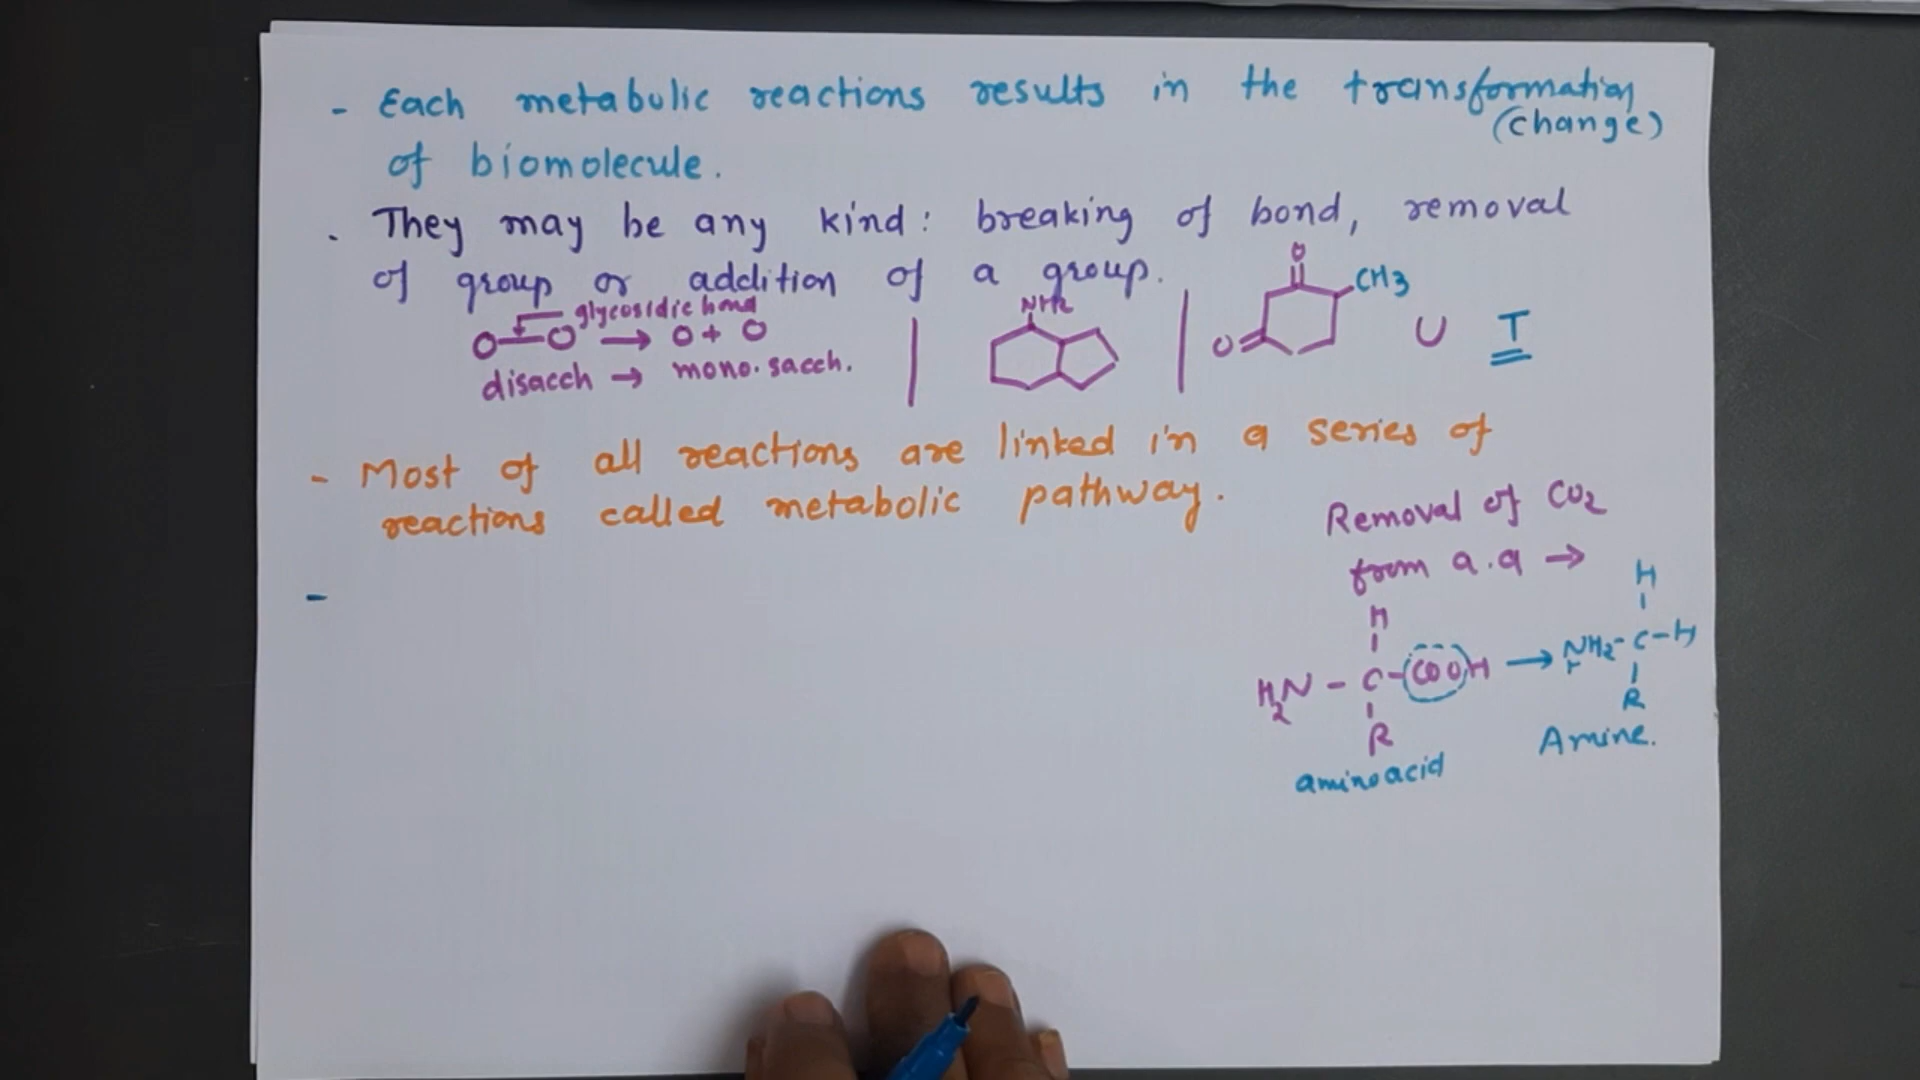 - Each metabolic reactions results in the transformation
(change)
of biomolecule.
. They may be any kind: breaking of bond, removal
of group or addition of a group.
glycosidic bond
O-O → O + O
disacch → mono.sacch.
NH2
O
CH3
O
U T
- Most of all reactions are linked in a series of
reactions called metabolic pathway.
-
Removal of CO2
from a.a →
H
H2N - C - COOH → NH2 - C - H
R
aminoacid
H
R
Amine.